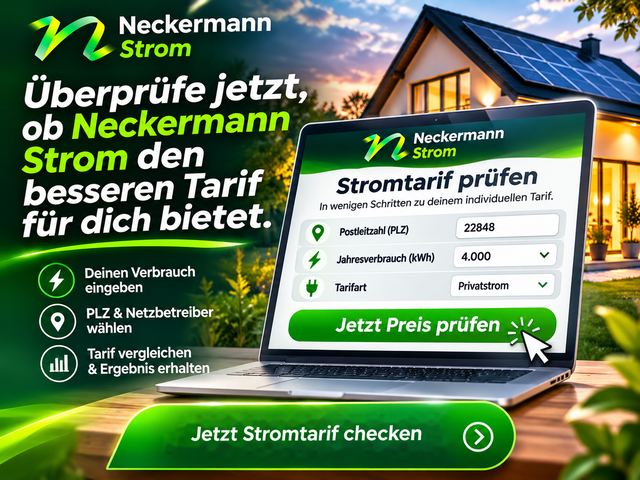 Neckermann
Strom
Überprüfe jetzt,
ob Neckermann
Strom den
besseren Tarif
für dich bietet.
Deinen Verbrauch
eingeben
PLZ & Netzbetreiber
wählen
Tarif vergleichen
& Ergebnis erhalten
Neckermann
Strom
Stromtarif prüfen
In wenigen Schritten zu deinem individuellen Tarif.
Postleitzahl (PLZ)
22848
Jahresverbrauch (kWh)
4.000
Tarifart
Privatstrom
Jetzt Preis prüfen
Jetzt Stromtarif checken